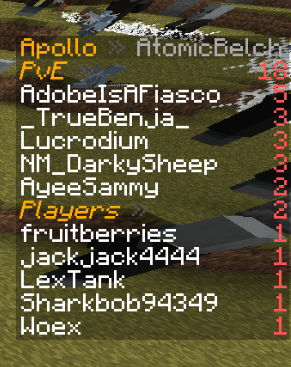 Apollo » AtomicBelch
PvE 18
AdobeIsAFiasco 5
_TrueBenja_ 3
Lucrodium 3
NM_DarkySheep 3
AyeeSammy 2
Players » 2
fruitberries 1
jackjack4444 1
LexTank 1
Sharkbob94349 1
Woex 1